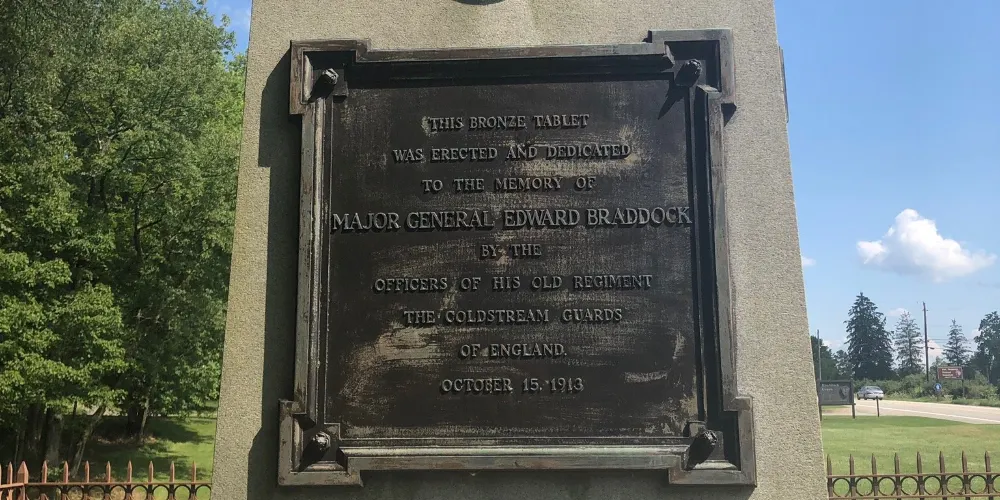 THIS BRONZE TABLET
WAS ERECTED AND DEDICATED
TO THE MEMORY OF
MAJOR GENERAL EDWARD BRADDOCK
BY THE
OFFICERS OF HIS OLD REGIMENT
THE COLDSTREAM GUARDS
OF ENGLAND.
OCTOBER 15, 1913